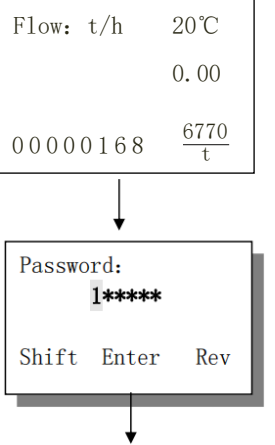 Flow: t/h 20℃
0.00
00000168 6770/t
Password:
1*****
Shift Enter Rev